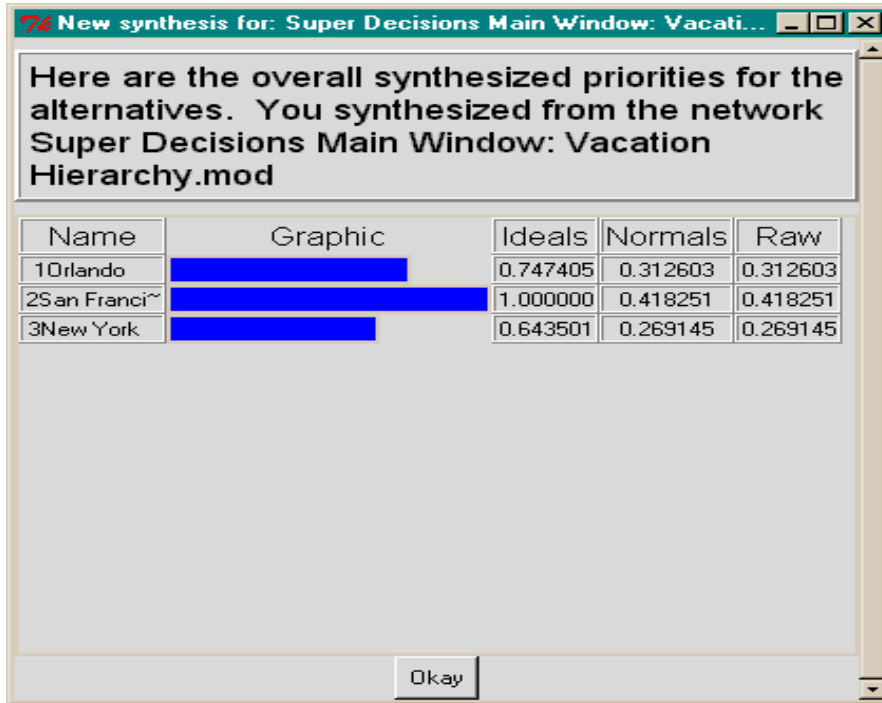 New synthesis for: Super Decisions Main Window: Vacati...
Here are the overall synthesized priorities for the
alternatives. You synthesized from the network
Super Decisions Main Window: Vacation
Hierarchy.mod
Name Graphic Ideals Normals Raw
1Orlando 0.747405 0.312603 0.312603
2San Franci~ 1.000000 0.418251 0.418251
3New York 0.643501 0.269145 0.269145
Okay